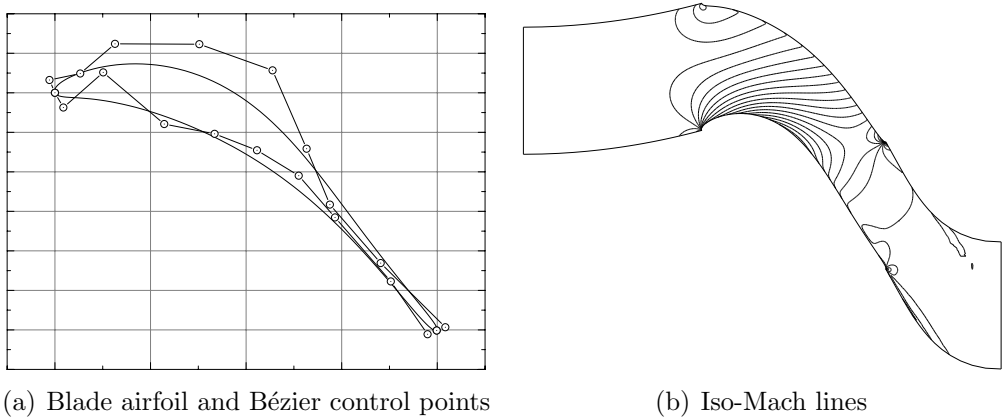 (a) Blade airfoil and Bézier control points
(b) Iso-Mach lines